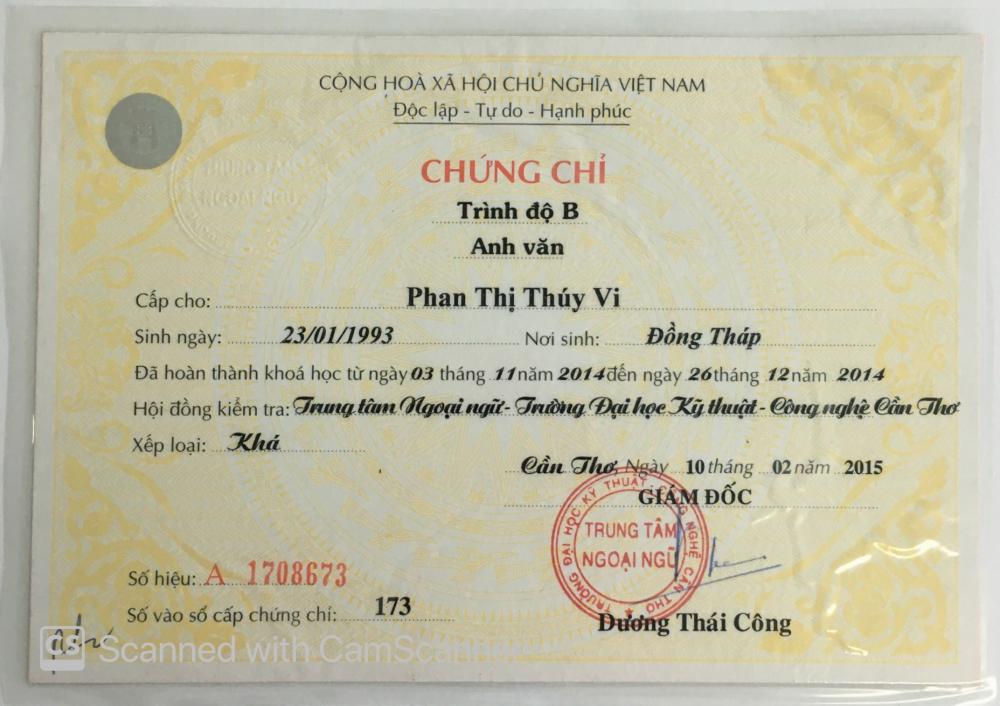 CỘNG HOÀ XÃ HỘI CHỦ NGHĨA VIỆT NAM
Độc lập - Tự do - Hạnh phúc
TRUNG TÂM
NGOẠI NGỮ
CHỨNG CHỈ
Trình độ B
Anh văn
Cấp cho: Phan Thị Thúy Vi
Sinh ngày: 23/01/1993 Nơi sinh: Đồng Tháp
Đã hoàn thành khoá học từ ngày 03 tháng 11 năm 2014 đến ngày 26 tháng 12 năm 2014
Hội đồng kiểm tra: Trung tâm Ngoại ngữ - Trường Đại học Kỹ thuật - Công nghệ Cần Thơ
Xếp loại: Khá
Cần Thơ, Ngày 10 tháng 02 năm 2015
GIÁM ĐỐC
TRƯỜNG ĐẠI HỌC KỸ THUẬT CÔNG NGHỆ CẦN THƠ
TRUNG TÂM
NGOẠI NGỮ
Dương Thái Công
Số hiệu: A 1708673
Số vào sổ cấp chứng chỉ: 173
Scanned with CamScanner